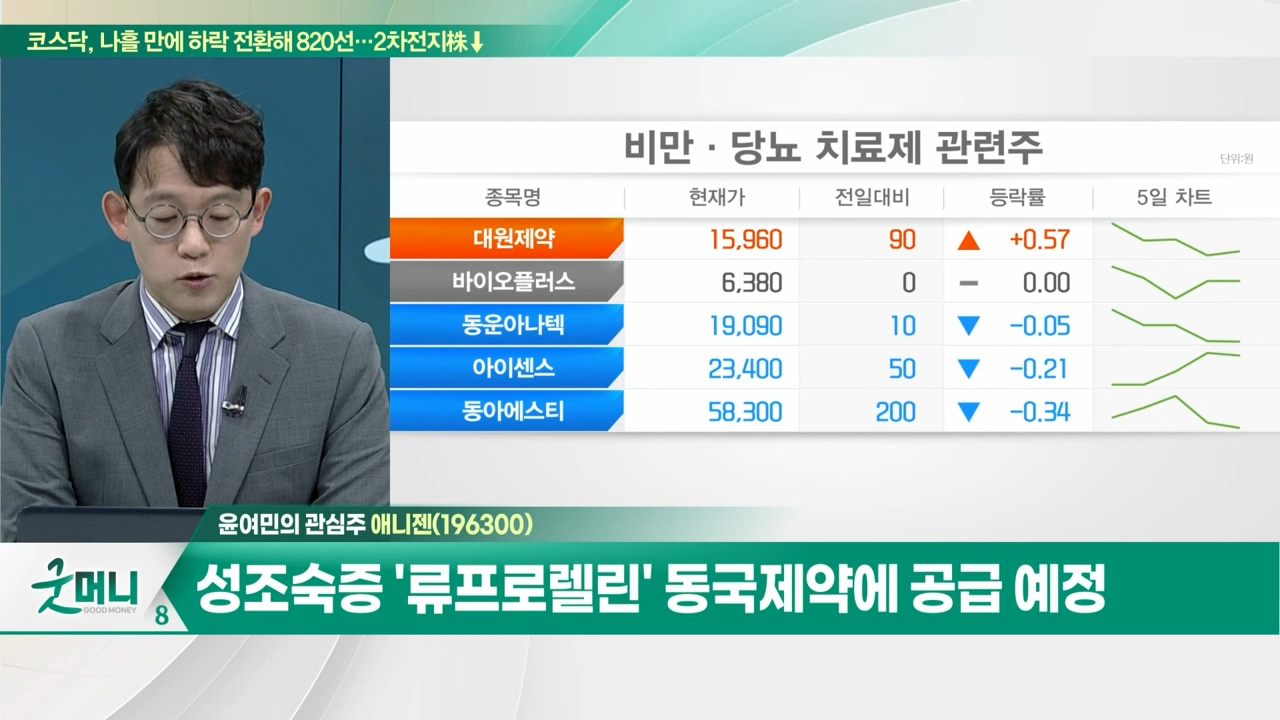 코스닥, 나흘 만에 하락 전환해 820선…2차전지株↓
비만·당뇨 치료제 관련주
단위:원
종목명 현재가 전일대비 등락률 5일 차트
대원제약 15,960 90 ▲ +0.57
바이오플러스 6,380 0 – 0.00
동운아나텍 19,090 10 ▼ -0.05
아이센스 23,400 50 ▼ -0.21
동아에스티 58,300 200 ▼ -0.34
윤여민의 관심주 애니젠(196300)
굿머니
GOOD MONEY
8
성조숙증 '류프로렐린' 동국제약에 공급 예정